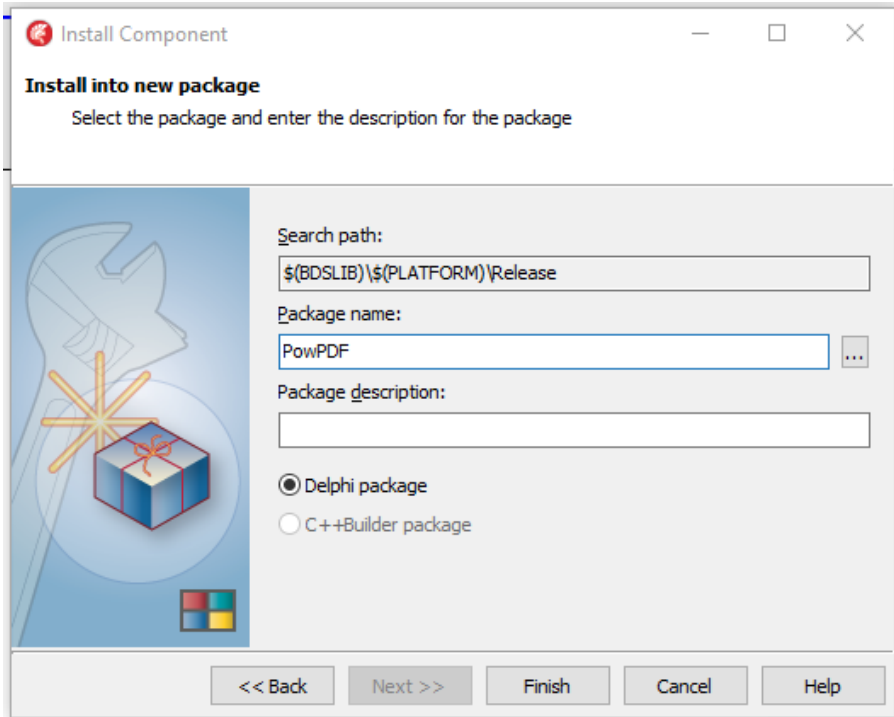 Install Component
Install into new package
Select the package and enter the description for the package
Search path:
$(BDSLIB)\$(PLATFORM)\Release
Package name:
PowPDF
...
Package description:
Delphi package
C++Builder package
<< Back Next >> Finish Cancel Help